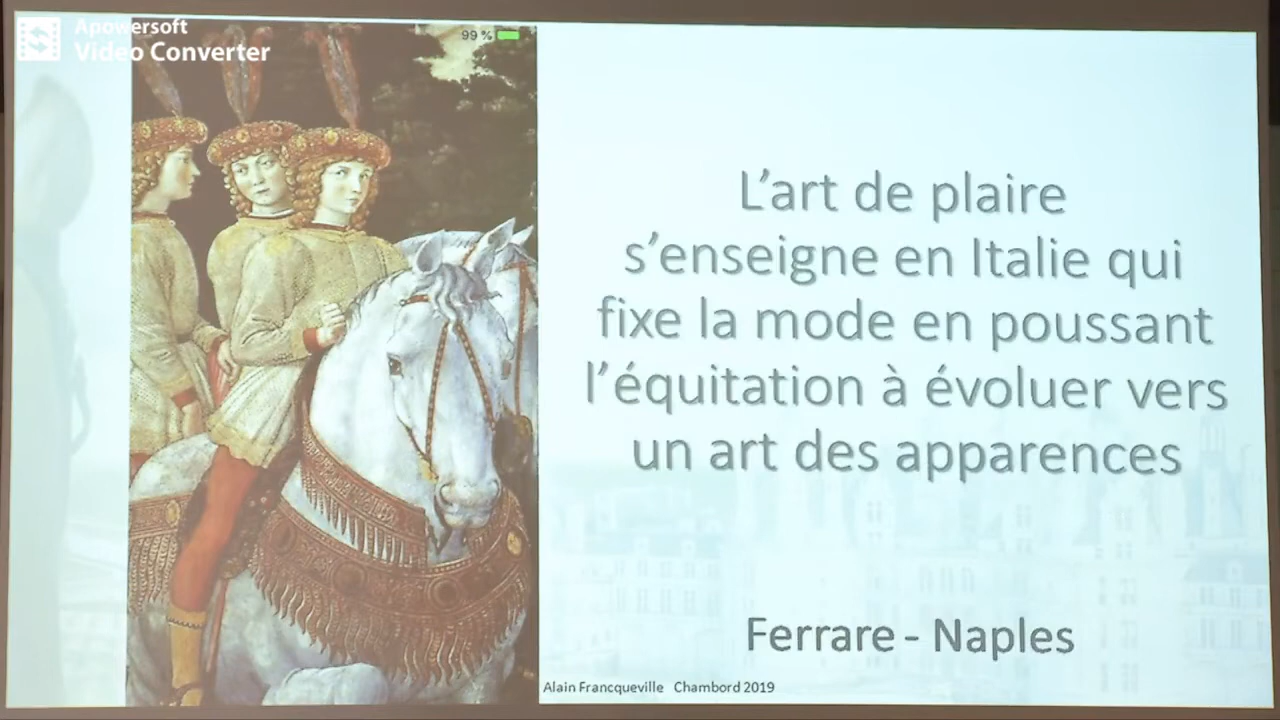 Apowersoft
Video Converter
99 %
L'art de plaire
s'enseigne en Italie qui
fixe la mode en poussant
l'équitation à évoluer vers
un art des apparences
Ferrare - Naples
Alain Francqueville Chambord 2019